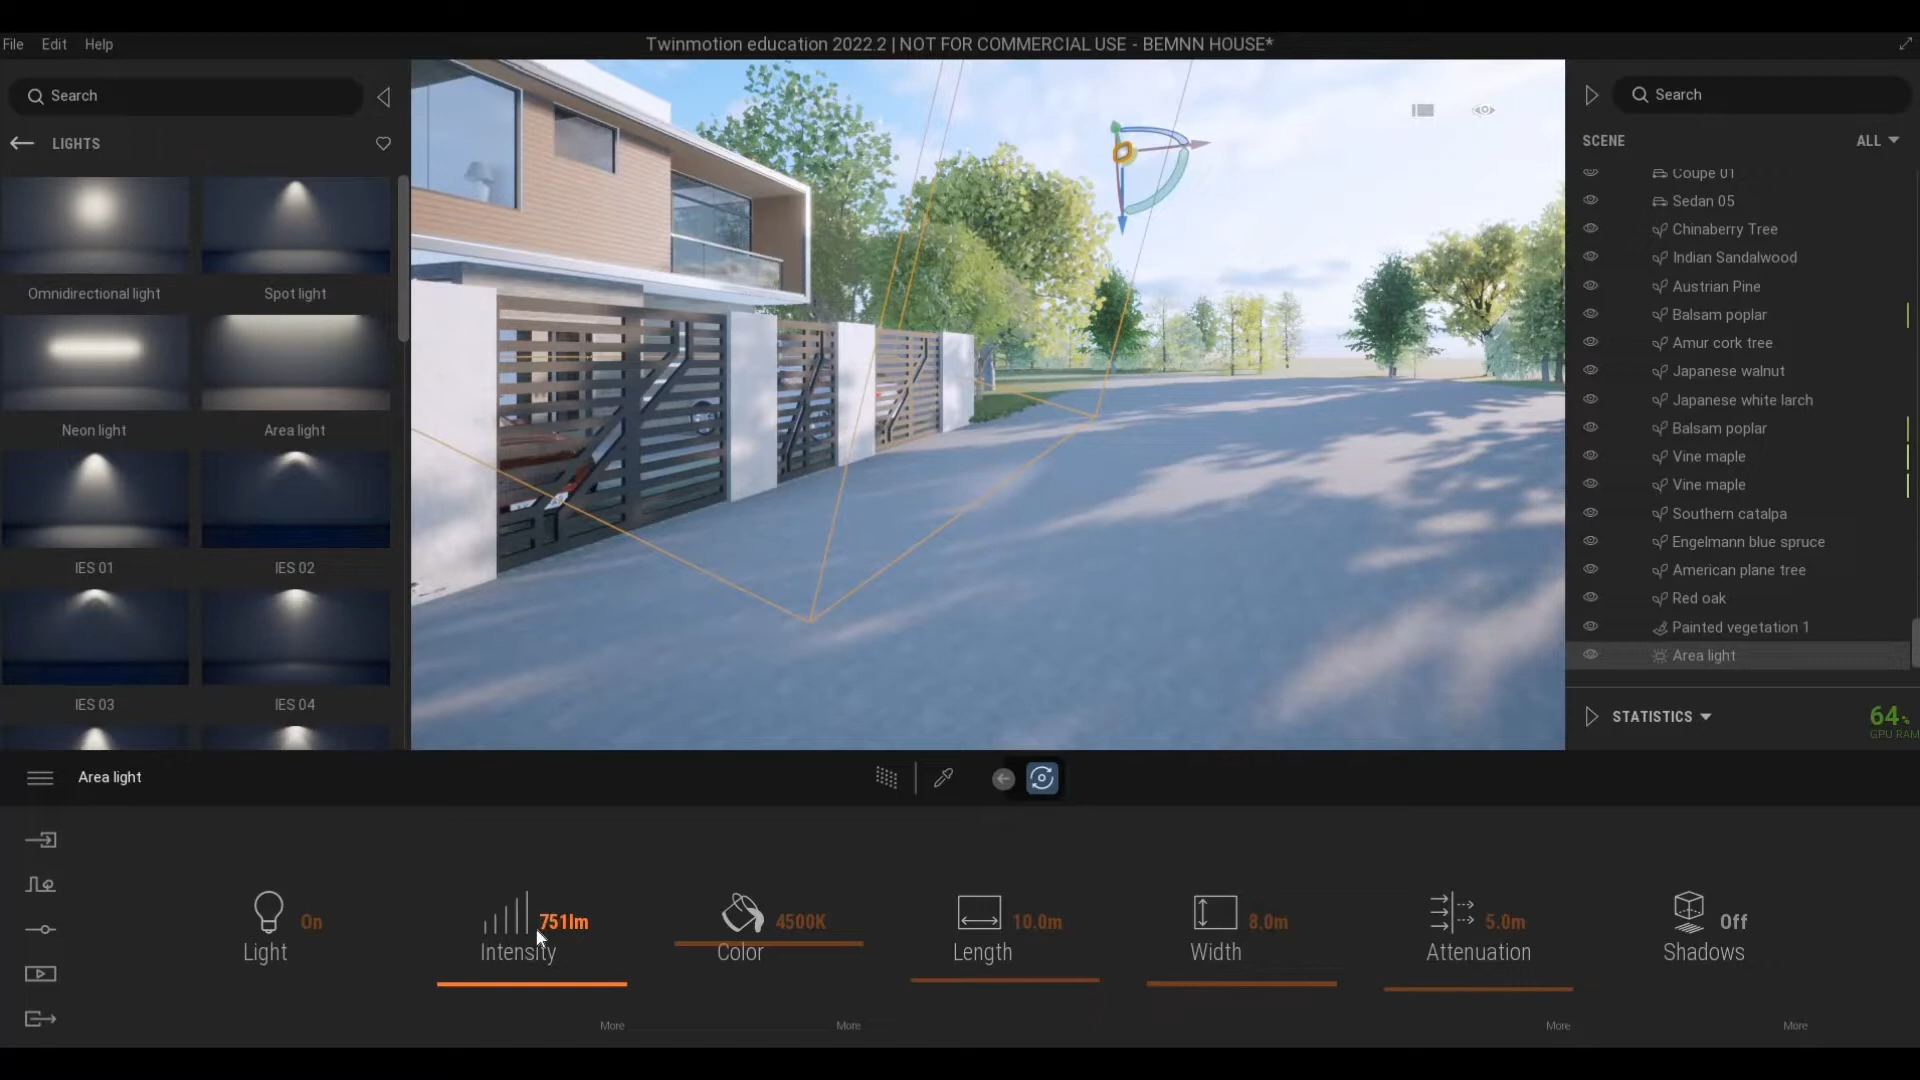 File Edit Help
Twinmotion education 2022.2 | NOT FOR COMMERCIAL USE - BEMNN HOUSE*
Search
LIGHTS
Omnidirectional light
Spot light
Neon light
Area light
IES 01
IES 02
IES 03
IES 04
Search
SCENE
ALL
Coupe 01
Sedan 05
Chinaberry Tree
Indian Sandalwood
Austrian Pine
Balsam poplar
Amur cork tree
Japanese walnut
Japanese white larch
Balsam poplar
Vine maple
Vine maple
Southern catalpa
Engelmann blue spruce
American plane tree
Red oak
Painted vegetation 1
Area light
STATISTICS
64%
GPU RAM
Area light
On
Light
751lm
Intensity
More
4500K
Color
More
10.0m
Length
8.0m
Width
5.0m
Attenuation
More
Off
Shadows
More